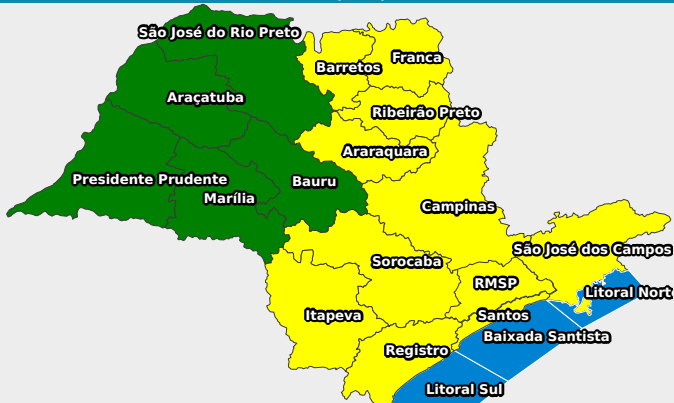 São José do Rio Preto
Franca
Barretos
Araçatuba
Ribeirão Preto
Araraquara
Presidente Prudente
Bauru
Marília
Campinas
São José dos Campos
Sorocaba
RMSP
Litoral Nort
Itapeva
Santos
Baixada Santista
Registro
Litoral Sul